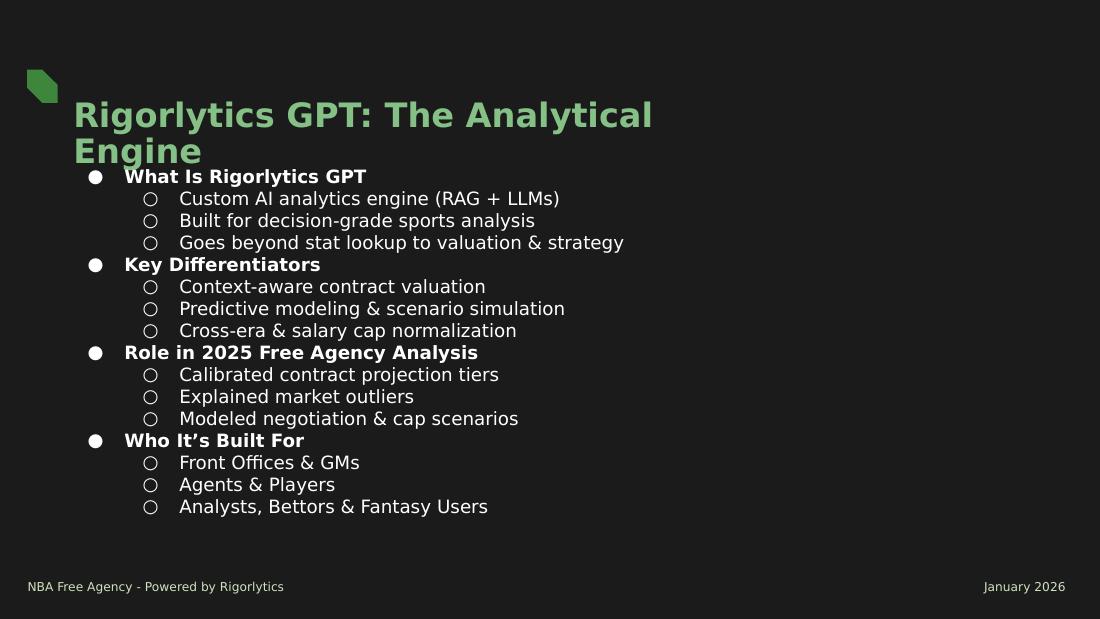 Rigorlytics GPT: The Analytical
Engine
● What Is Rigorlytics GPT
○ Custom AI analytics engine (RAG + LLMs)
○ Built for decision-grade sports analysis
○ Goes beyond stat lookup to valuation & strategy
● Key Differentiators
○ Context-aware contract valuation
○ Predictive modeling & scenario simulation
○ Cross-era & salary cap normalization
● Role in 2025 Free Agency Analysis
○ Calibrated contract projection tiers
○ Explained market outliers
○ Modeled negotiation & cap scenarios
● Who It’s Built For
○ Front Offices & GMs
○ Agents & Players
○ Analysts, Bettors & Fantasy Users
NBA Free Agency - Powered by Rigorlytics
January 2026